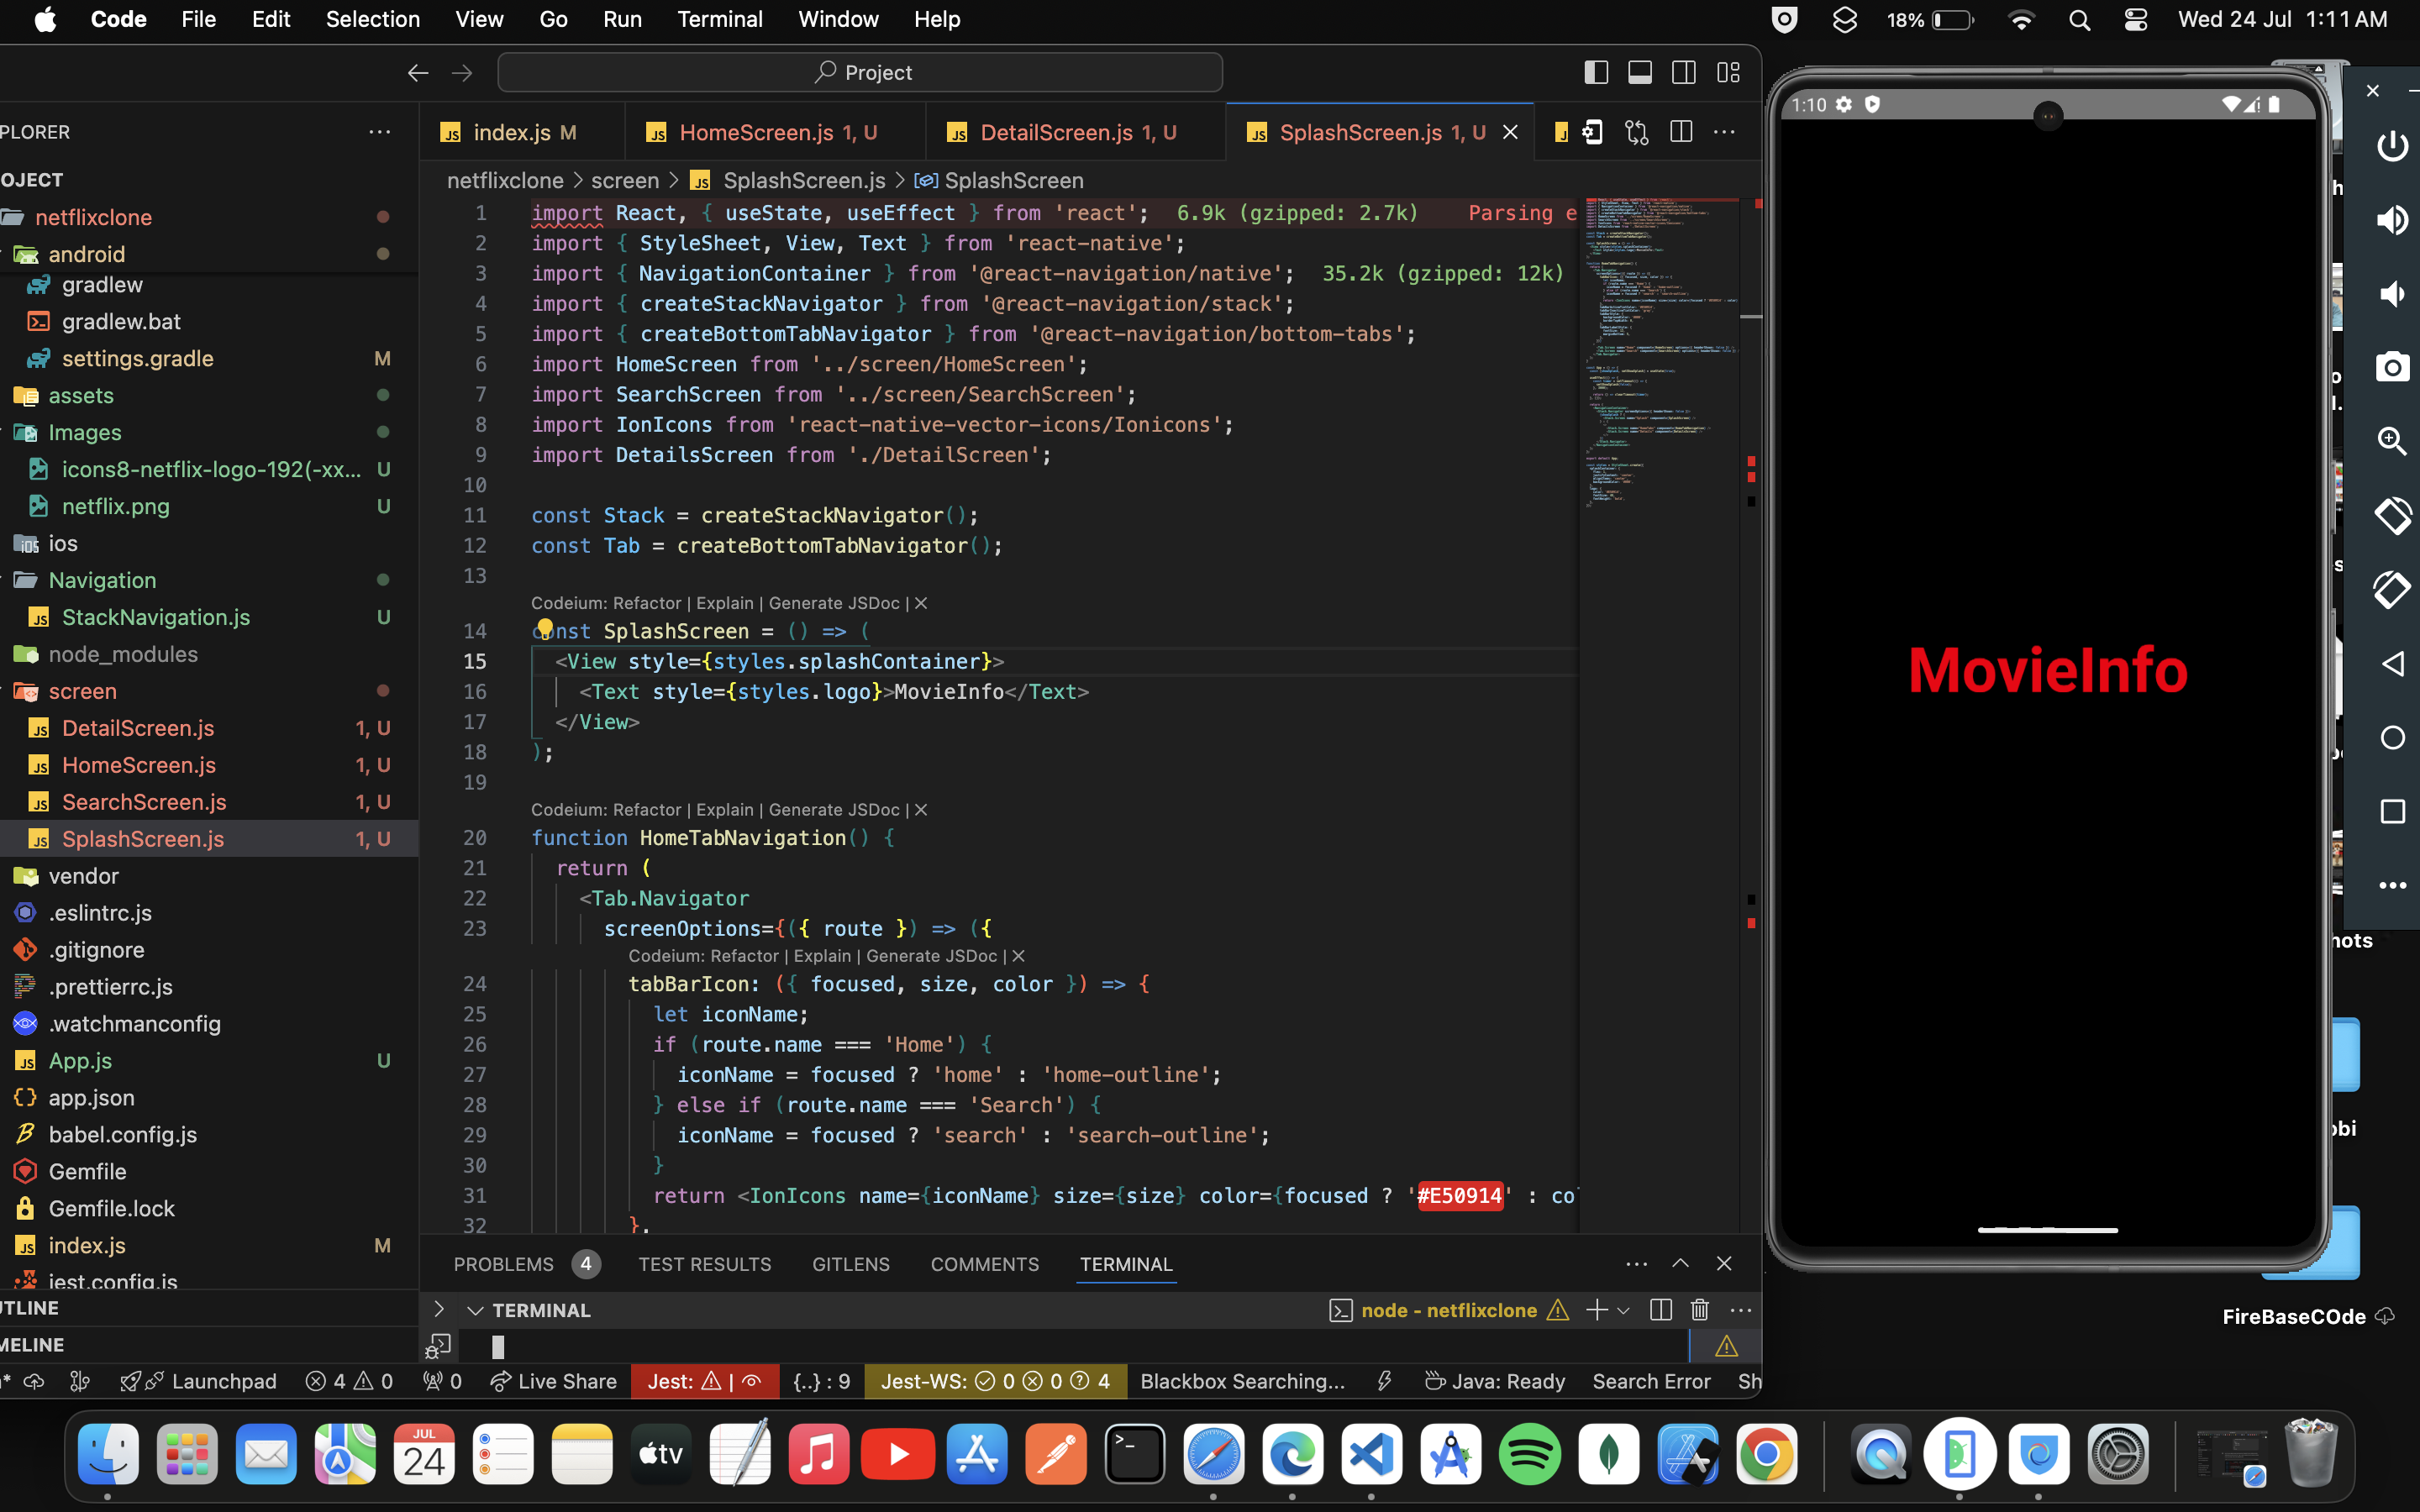 Code File Edit Selection View Go Run Terminal Window Help
18% Wed 24 Jul 1:11 AM
Project
PLORER
OJECT
netflixclone
android
gradlew
gradlew.bat
settings.gradle M
assets
Images
icons8-netflix-logo-192(-xx... U
netflix.png U
ios
Navigation
StackNavigation.js U
node_modules
screen
DetailScreen.js 1, U
HomeScreen.js 1, U
SearchScreen.js 1, U
SplashScreen.js 1, U
vendor
.eslintrc.js
.gitignore
.prettierrc.js
.watchmanconfig
App.js U
app.json
babel.config.js
Gemfile
Gemfile.lock
index.js M
jest.config.js
UTLINE
MELINE
JS index.js M JS HomeScreen.js 1, U JS DetailScreen.js 1, U JS SplashScreen.js 1, U
netflixclone > screen > JS SplashScreen.js > SplashScreen
1 import React, { useState, useEffect } from 'react'; 6.9k (gzipped: 2.7k) Parsing e
2 import { StyleSheet, View, Text } from 'react-native';
3 import { NavigationContainer } from '@react-navigation/native'; 35.2k (gzipped: 12k)
4 import { createStackNavigator } from '@react-navigation/stack';
5 import { createBottomTabNavigator } from '@react-navigation/bottom-tabs';
6 import HomeScreen from '../screen/HomeScreen';
7 import SearchScreen from '../screen/SearchScreen';
8 import IonIcons from 'react-native-vector-icons/Ionicons';
9 import DetailsScreen from './DetailScreen';
10
11 const Stack = createStackNavigator();
12 const Tab = createBottomTabNavigator();
13
Codeium: Refactor | Explain | Generate JSDoc | ×
14 const SplashScreen = () => (
15 <View style={styles.splashContainer}>
16 <Text style={styles.logo}>MovieInfo</Text>
17 </View>
18 );
19
Codeium: Refactor | Explain | Generate JSDoc | ×
20 function HomeTabNavigation() {
21 return (
22 <Tab.Navigator
23 screenOptions={({ route }) => ({
Codeium: Refactor | Explain | Generate JSDoc | ×
24 tabBarIcon: ({ focused, size, color }) => {
25 let iconName;
26 if (route.name === 'Home') {
27 iconName = focused ? 'home' : 'home-outline';
28 } else if (route.name === 'Search') {
29 iconName = focused ? 'search' : 'search-outline';
30 }
31 return <IonIcons name={iconName} size={size} color={focused ? '#E50914' : co
32 },
PROBLEMS 4 TEST RESULTS GITLENS COMMENTS TERMINAL
TERMINAL node - netflixclone
Launchpad 4 0 0 Live Share Jest: | {..} : 9 Jest-WS: 0 0 4 Blackbox Searching... Java: Ready Search Error Sh
1:10
MovieInfo
hots
obi
FireBaseCOde
JUL
24
tv